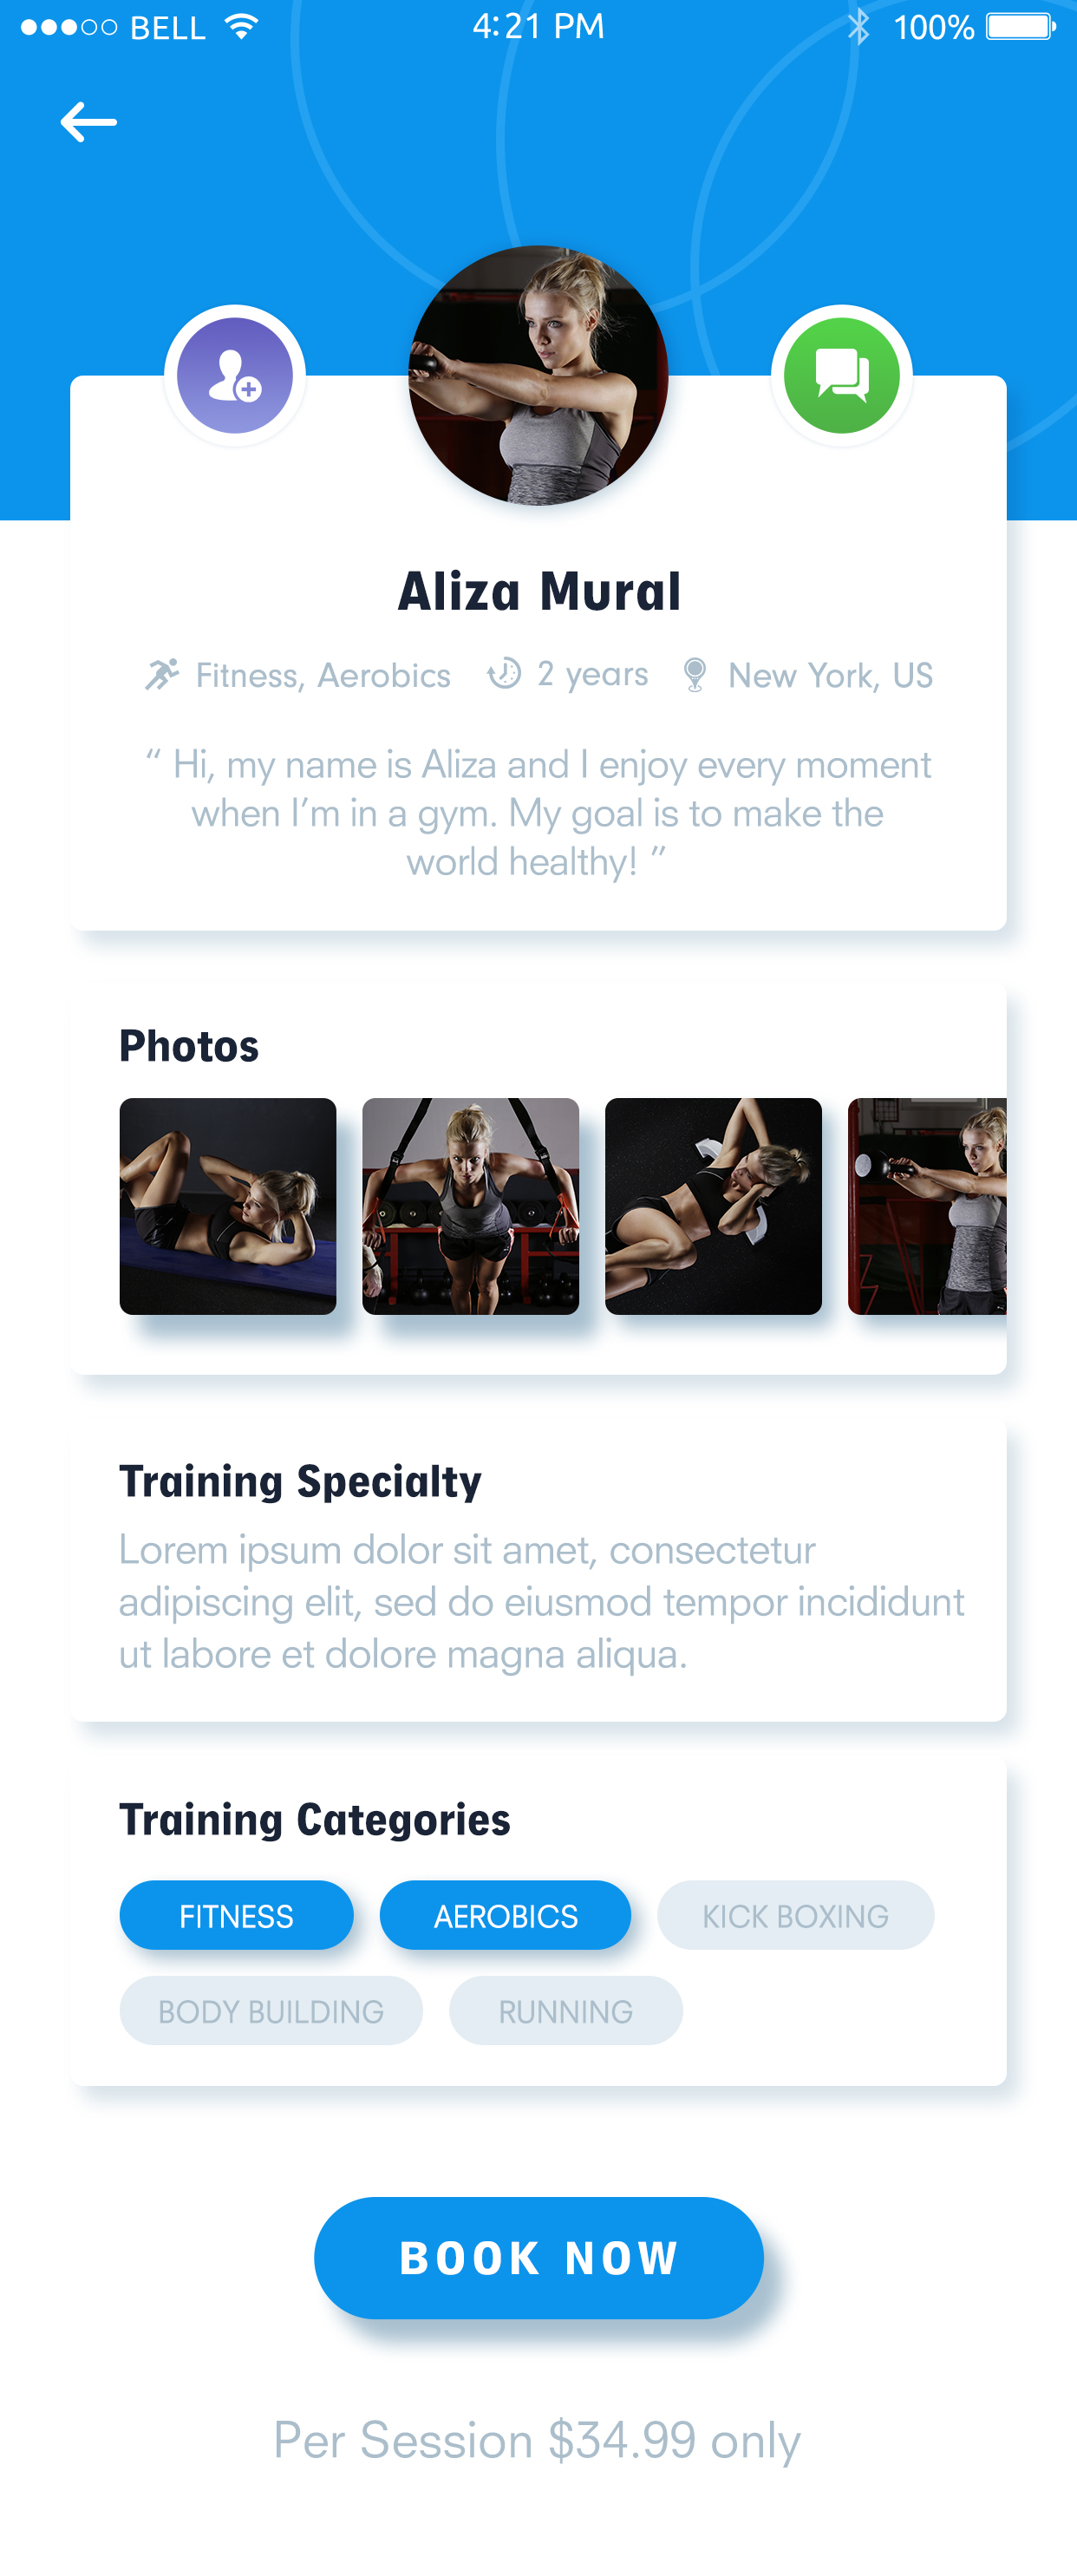 BELL 4:21 PM 100%
Aliza Mural
Fitness, Aerobics 2 years New York, US
“ Hi, my name is Aliza and I enjoy every moment
when I’m in a gym. My goal is to make the
world healthy! ”
Photos
Training Specialty
Lorem ipsum dolor sit amet, consectetur
adipiscing elit, sed do eiusmod tempor incididunt
ut labore et dolore magna aliqua.
Training Categories
FITNESS AEROBICS KICK BOXING
BODY BUILDING RUNNING
BOOK NOW
Per Session $34.99 only